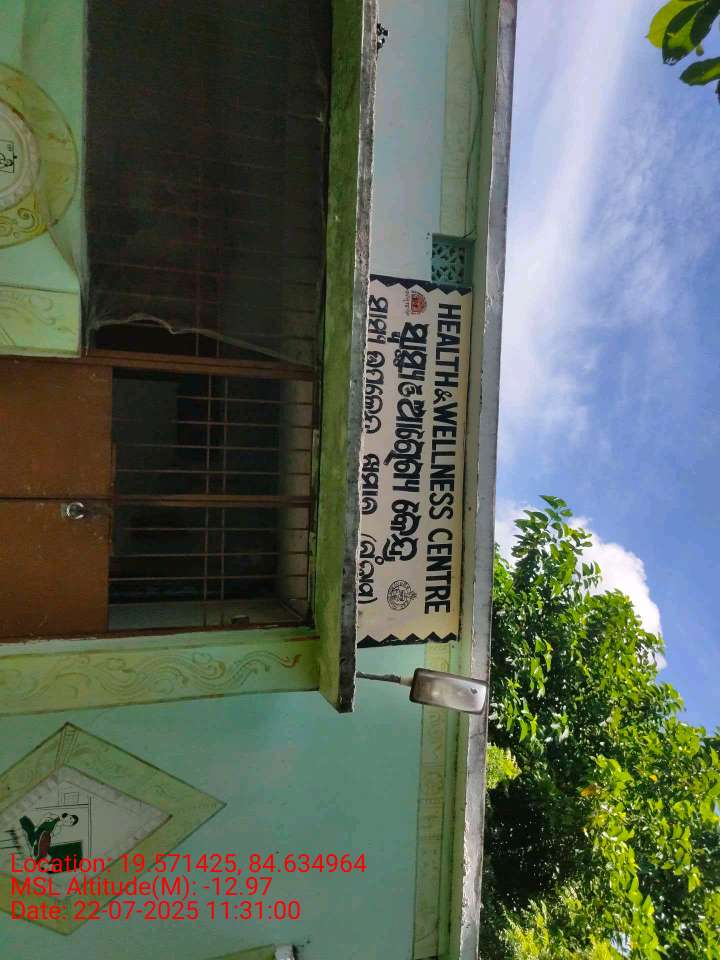 HEALTH & WELLNESS CENTRE
ସ୍ୱାସ୍ଥ୍ୟ ଓ ଆରୋଗ୍ୟ କେନ୍ଦ୍ର
ସ୍ୱାସ୍ଥ୍ୟ ଉପକେନ୍ଦ୍ର
Location: 19.571425, 84.634964
MSL Altitude(M): -12.97
Date: 22-07-2025 11:31:00